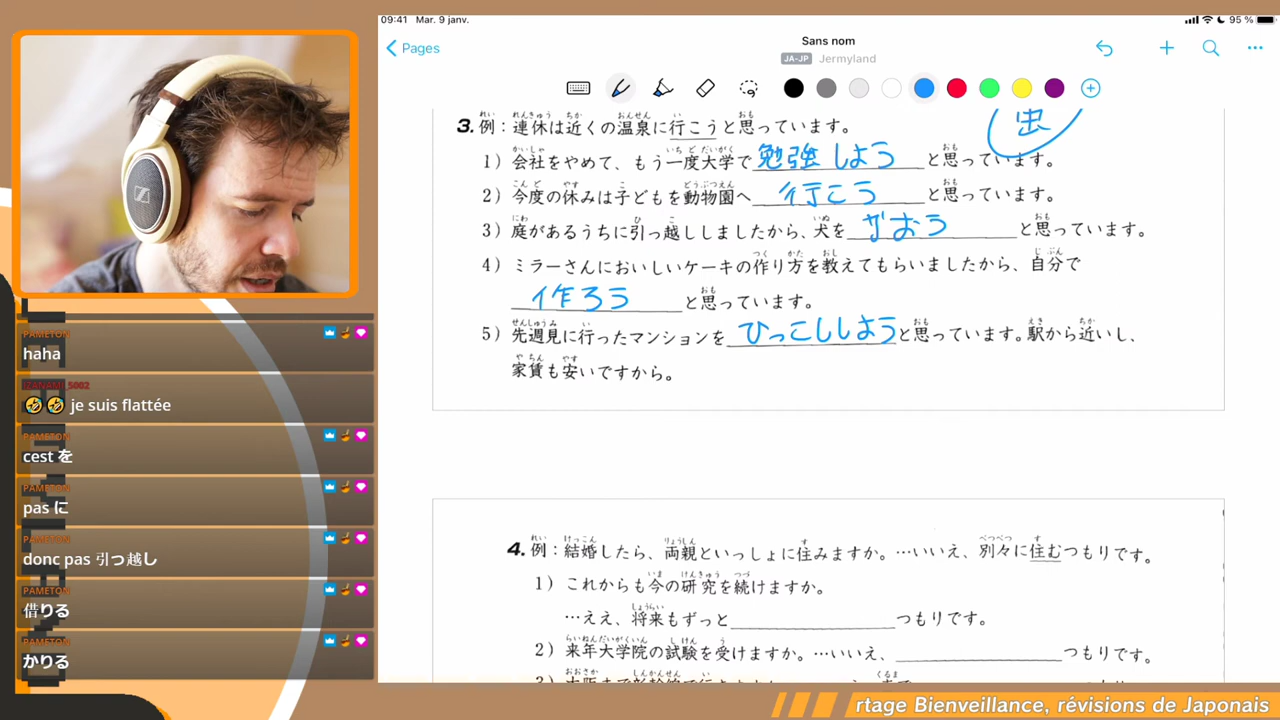 09:41 Mar. 9 janv.
95 %
Pages
Sans nom
JA-JP Jermyland
3. 例：連休は近くの温泉に行こうと思っています。
虫
1) 会社をやめて、もう一度大学で 勉強しよう と思っています。
2) 今度の休みは子どもを動物園へ 行こう と思っています。
3) 庭があるうちに引っ越ししましたから、犬を と思っています。
4) ミラーさんにおいしいケーキの作り方を教えてもらいましたから、自分で
作ろう と思っています。
5) 先週見に行ったマンションを ひっこししよう と思っています。駅から近いし、
家賃も安いですから。
4. 例：結婚したら、両親といっしょに住みますか。…いいえ、別々に住むつもりです。
1) これからも今の研究を続けますか。
…ええ、将来もずっと つもりです。
2) 来年大学院の試験を受けますか。…いいえ、 つもりです。
PAMETON
haha
ITANAMI_5002
🤣🤣 je suis flattée
PAMETON
cest を
PAMETON
pas に
PAMETON
donc pas 引っ越し
PAMETON
借りる
PAMETON
かりる
rtage Bienveillance, révisions de Japonais